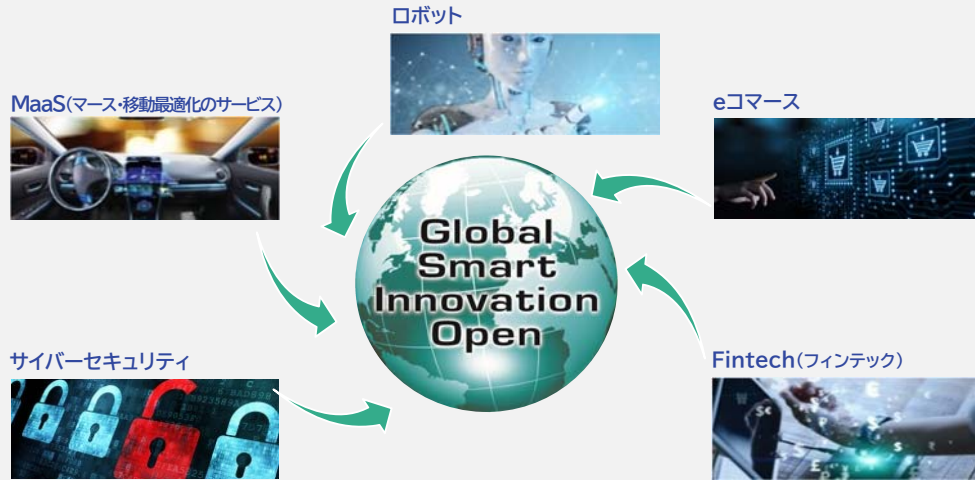 ロボット
MaaS(マース・移動最適化のサービス)
eコマース
Global
Smart
Innovation
Open
サイバーセキュリティ
Fintech(フィンテック)